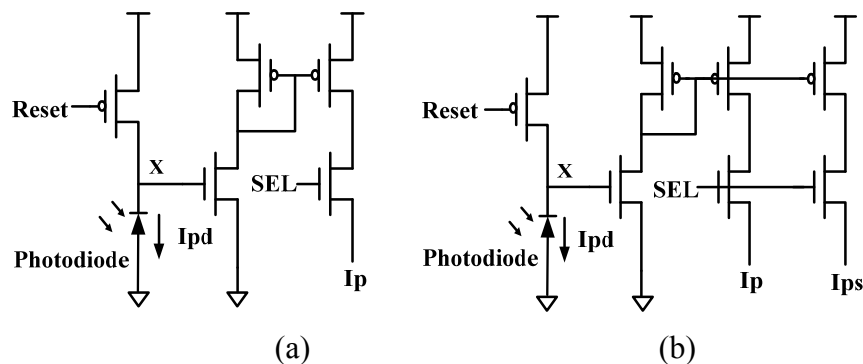 Reset
X
SEL
Ipd
Photodiode
Ip
(a)
Reset
X
SEL
Ipd
Photodiode
Ip
Ips
(b)